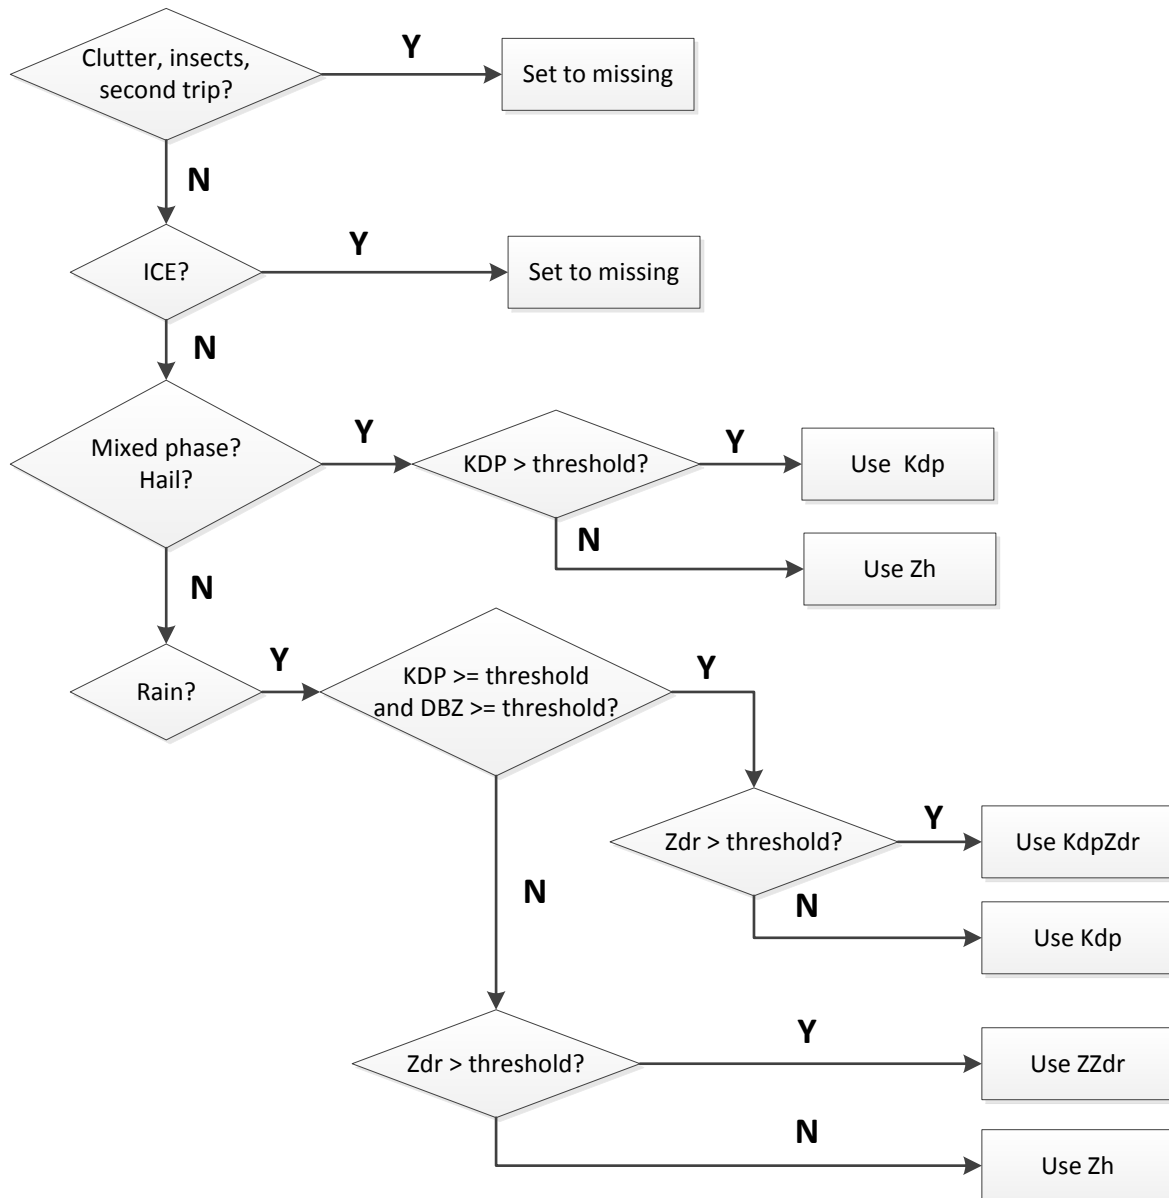 Clutter, insects,
second trip?
Y
Set to missing
N
ICE?
Y
Set to missing
N
Mixed phase?
Hail?
Y
KDP > threshold?
Y
Use Kdp
N
Use Zh
N
Rain?
Y
KDP >= threshold
and DBZ >= threshold?
Y
Zdr > threshold?
Y
Use KdpZdr
N
Use Kdp
N
Zdr > threshold?
Y
Use ZZdr
N
Use Zh